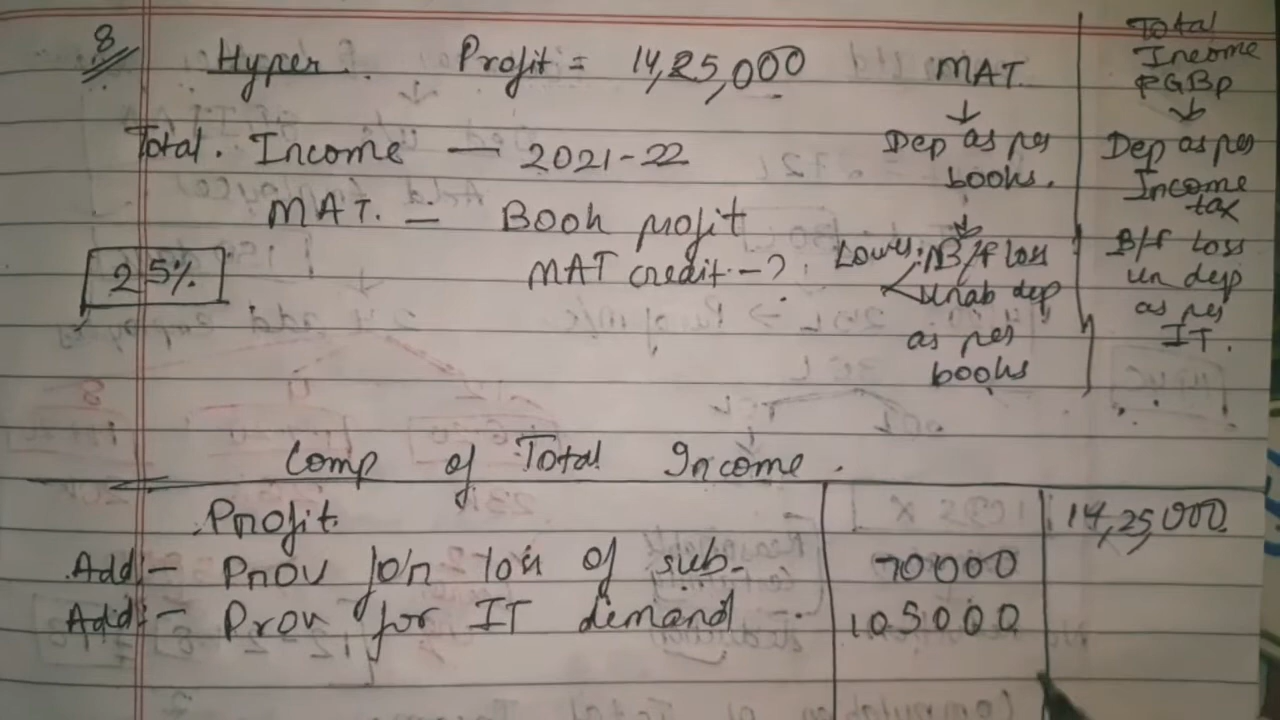 8
Hyper. Profit = 14,25,000
Total. Income — 2021-22
MAT. — Book profit
MAT credit - ?
25%
MAT.
↓
Dep as per
books.
↓
Lower: B/f loss
unab dep
as per
books
Total
Income
PGBP
↓
Dep as per
Income
tax
B/f Loss
un dep
as per
IT.
Comp of Total Income.
Profit. 14,25,000
Add:- Prov for loss of sub- 70000
Add:- Prov for IT demand - 105000